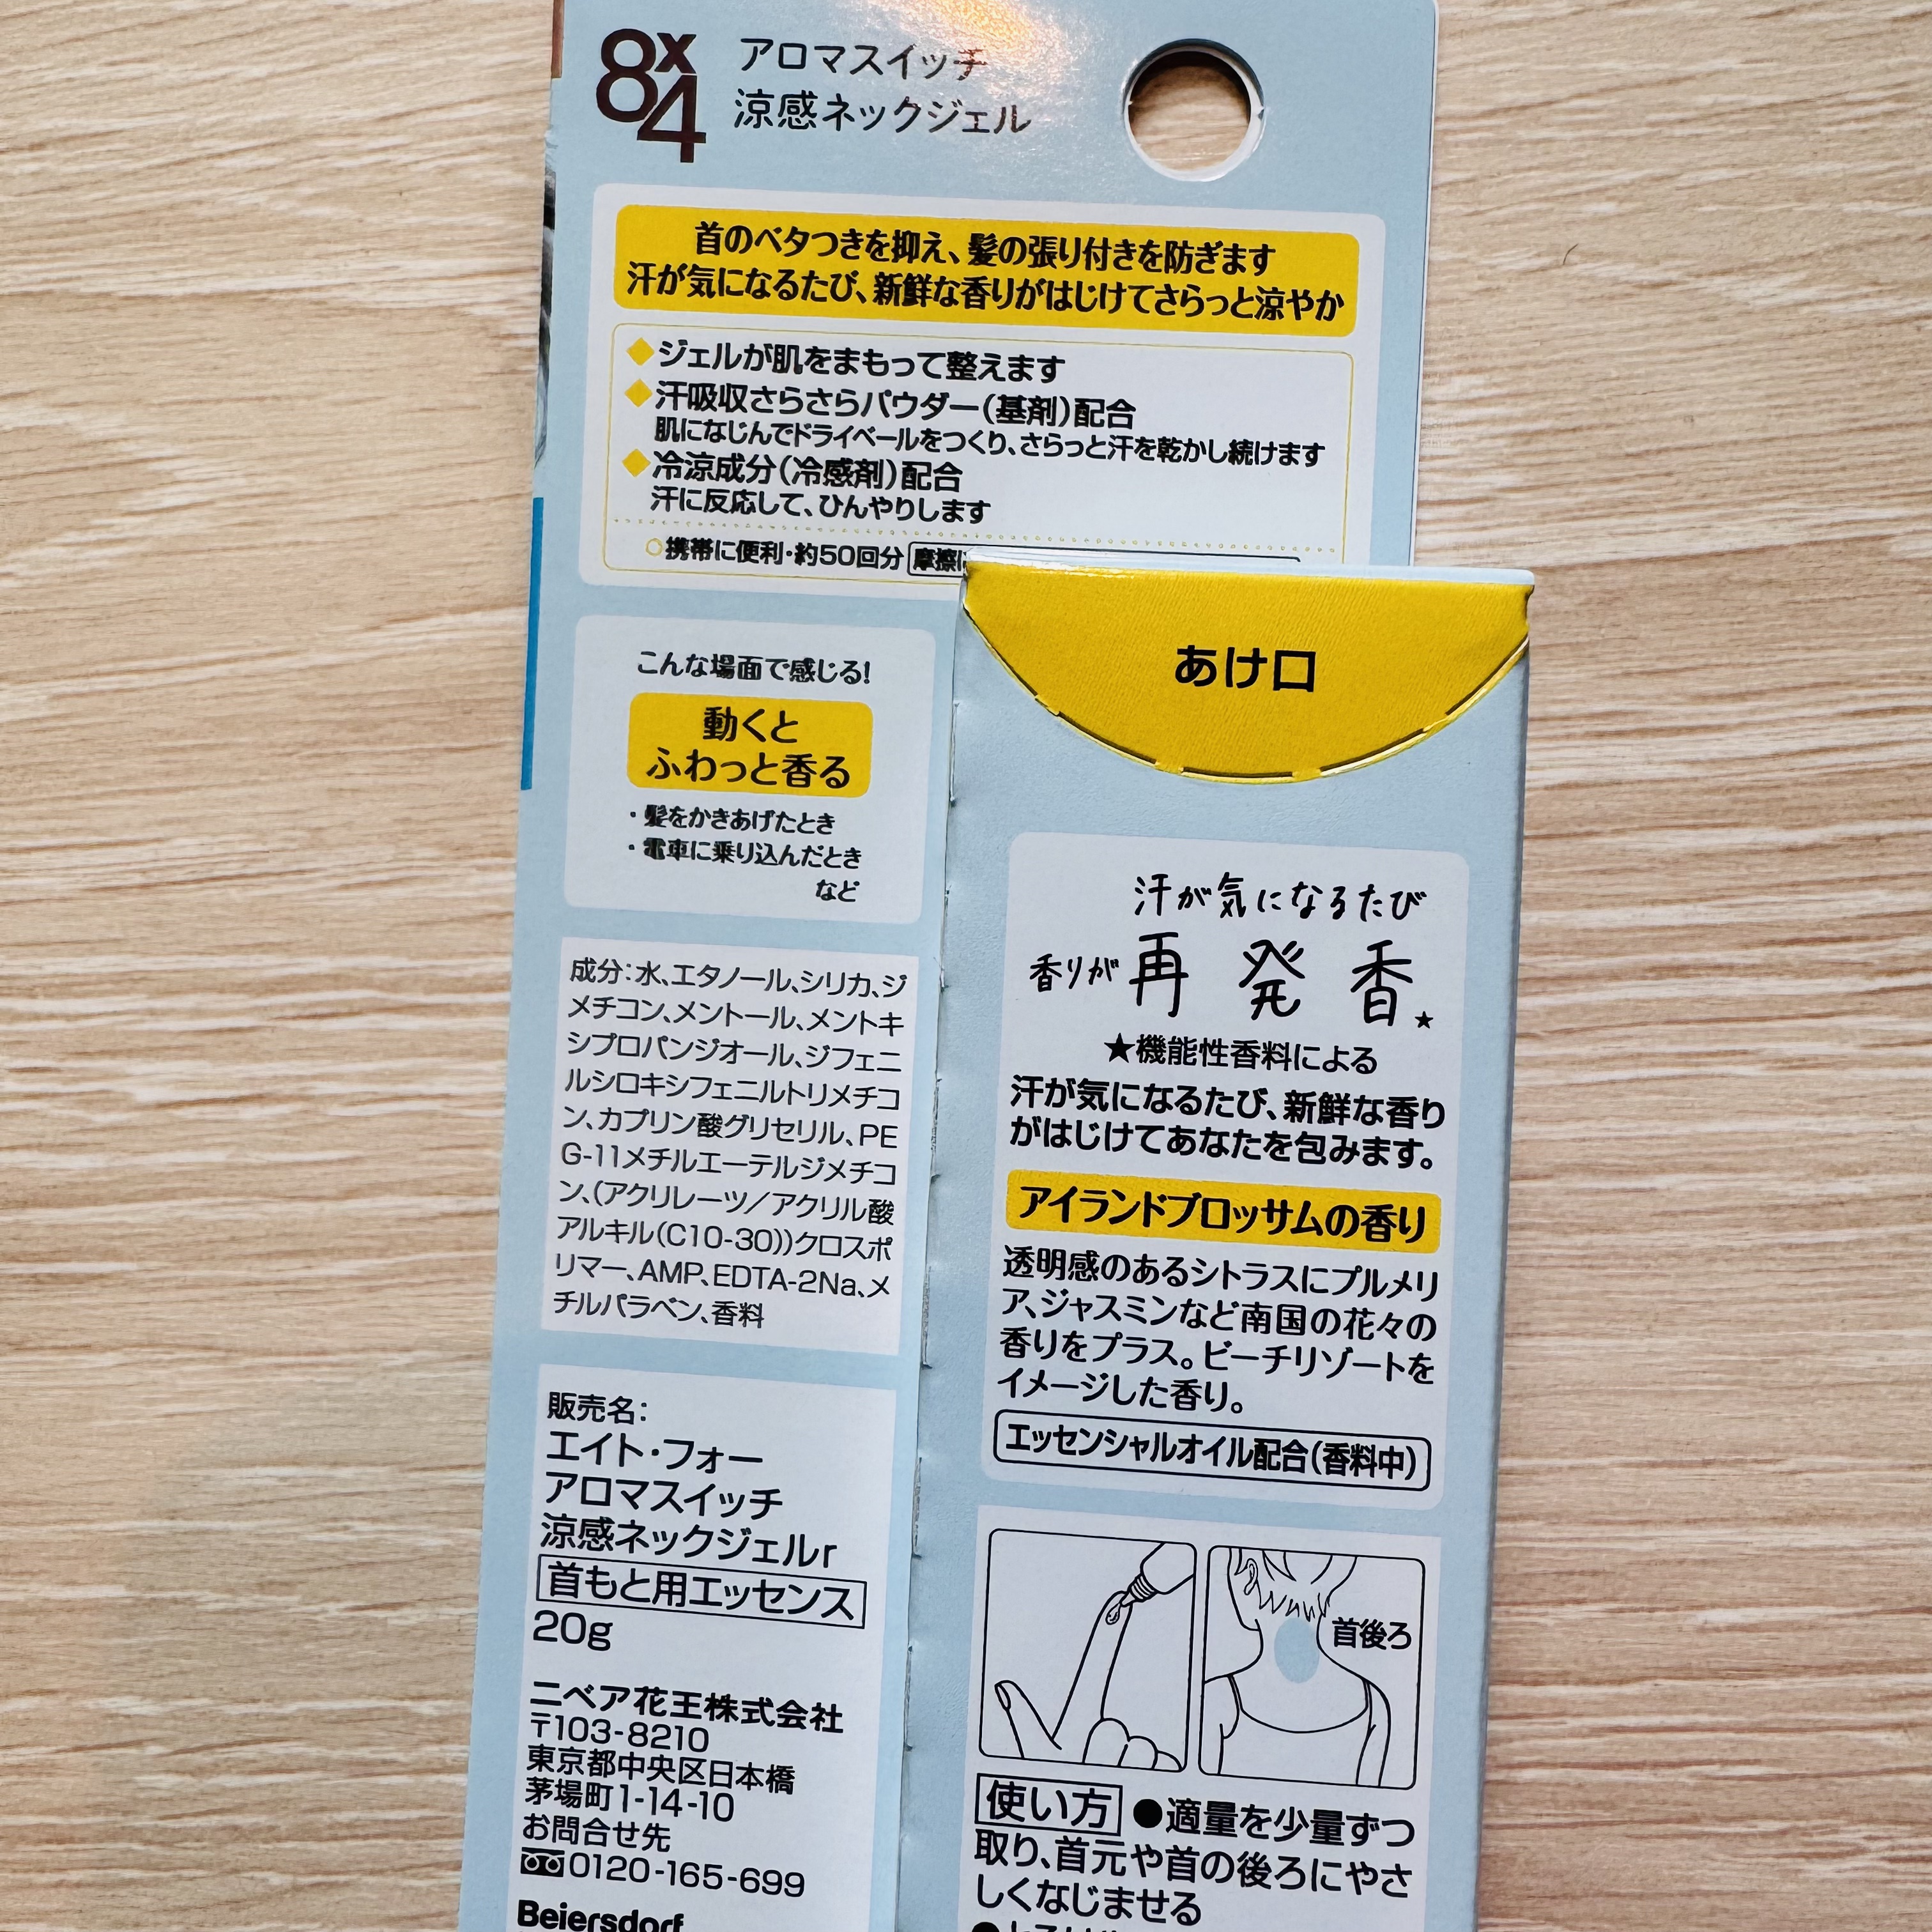 8x4
アロマスイッチ
涼感ネックジェル
首のベタつきを抑え、髪の張り付きを防ぎます
汗が気になるたび、新鮮な香りがはじけてさらっと涼やか
◆ジェルが肌をまもって整えます
◆汗吸収さらさらパウダー(基剤)配合
肌になじんでドライベールをつくり、さらっと汗を乾かし続けます
◆冷涼成分(冷感剤)配合
汗に反応して、ひんやりします
○携帯に便利・約50回分 摩擦に
こんな場面で感じる!
動くと
ふわっと香る
・髪をかきあげたとき
・電車に乗り込んだとき
など
成分:水、エタノール、シリカ、ジ
メチコン、メントール、メントキ
シプロパンジオール、ジフェニ
ルシロキシフェニルトリメチコ
ン、カプリン酸グリセリル、PE
G-11メチルエーテルジメチコ
ン、(アクリレーツ/アクリル酸
アルキル(C10-30))クロスポ
リマー、AMP、EDTA-2Na、メ
チルパラベン、香料
販売名:
エイト・フォー
アロマスイッチ
涼感ネックジェルr
首もと用エッセンス
20g
ニベア花王株式会社
〒103-8210
東京都中央区日本橋
茅場町1-14-10
お問合せ先
0120-165-699
Beiersdorf
あけ口
汗が気になるたび
香りが再発香★
★機能性香料による
汗が気になるたび、新鮮な香り
がはじけてあなたを包みます。
アイランドブロッサムの香り
透明感のあるシトラスにプルメリ
ア、ジャスミンなど南国の花々の
香りをプラス。ビーチリゾートを
イメージした香り。
エッセンシャルオイル配合(香料中)
首後ろ
使い方 ●適量を少量ずつ
取り、首元や首の後ろにやさ
しくなじませる